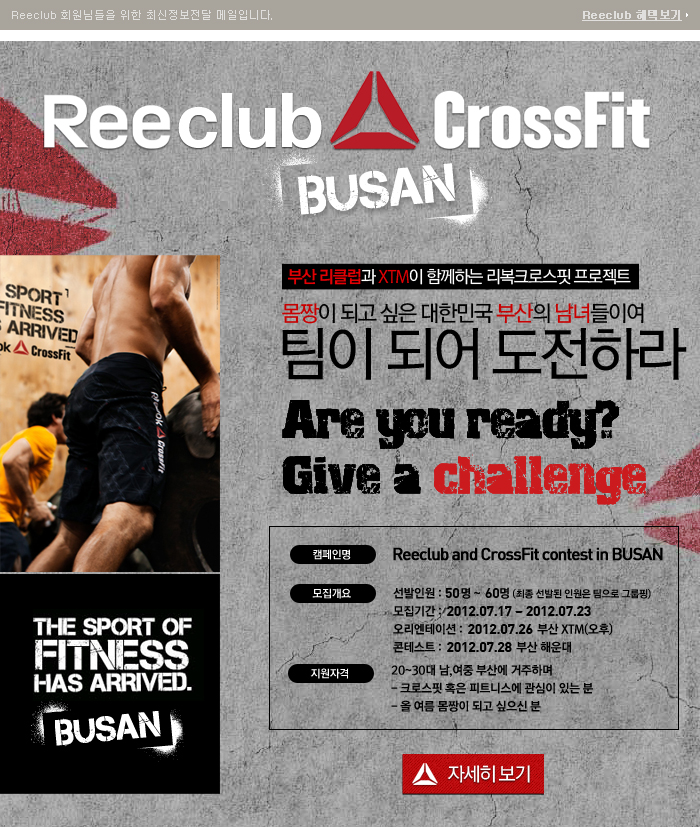 Reeclub 회원님들을 위한 최신정보전달 메일입니다.
Reeclub 혜택보기
Reeclub CrossFit
BUSAN
부산 리클럽과 XTM이 함께하는 리복크로스핏 프로젝트
몸짱이 되고 싶은 대한민국 부산의 남녀들이여
팀이 되어 도전하라
Are you ready?
Give a challenge
SPORT
FITNESS
ARRIVED
ok CrossFit
Reebok CrossFit
THE SPORT OF
FITNESS
HAS ARRIVED.
BUSAN
캠페인명 Reeclub and CrossFit contest in BUSAN
모집개요 선발인원 : 50명 ~ 60명 (최종 선발된 인원은 팀으로 그룹핑)
모집기간 : 2012.07.17 - 2012.07.23
오리엔테이션 : 2012.07.26 부산 XTM(오후)
콘테스트 : 2012.07.28 부산 해운대
지원자격 20~30대 남,여중 부산에 거주하며
- 크로스핏 혹은 피트니스에 관심이 있는 분
- 올 여름 몸짱이 되고 싶으신 분
자세히 보기